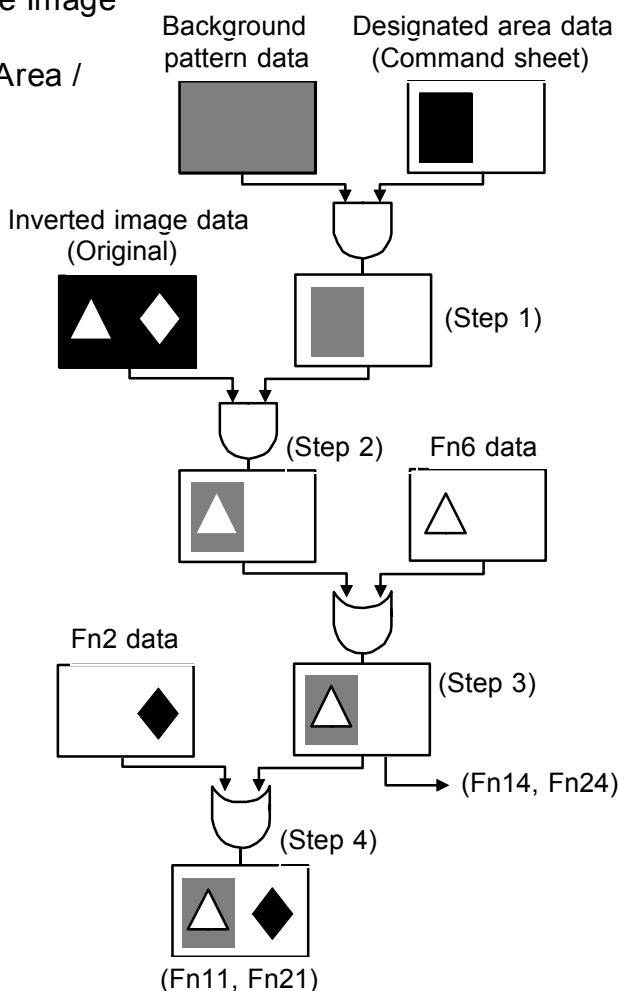 e image
Area /
Background
pattern data
Designated area data
(Command sheet)
Inverted image data
(Original)
(Step 1)
(Step 2)
Fn6 data
Fn2 data
(Step 3)
(Fn14, Fn24)
(Step 4)
(Fn11, Fn21)